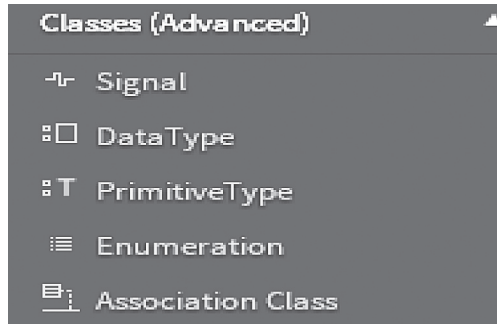 Classes (Advanced)
Signal
DataType
PrimitiveType
Enumeration
Association Class